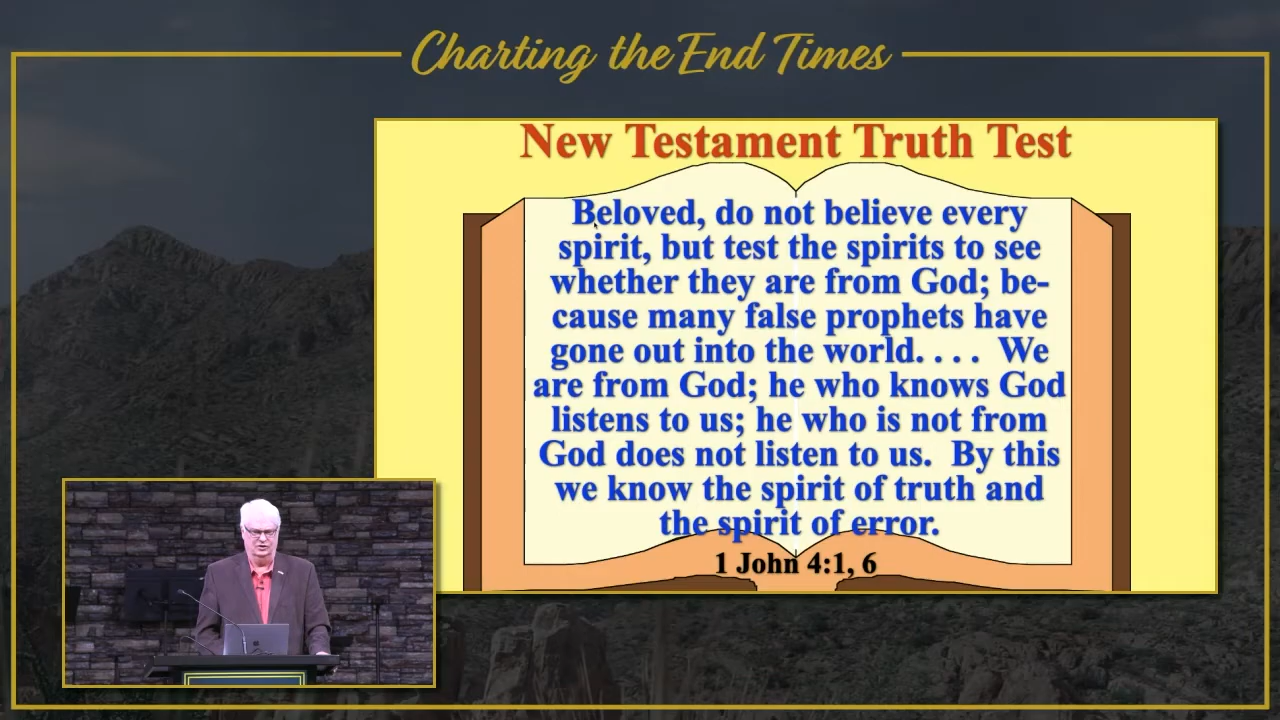 Charting the End Times
New Testament Truth Test
Beloved, do not believe every
spirit, but test the spirits to see
whether they are from God; be-
cause many false prophets have
gone out into the world. . . .  We
are from God; he who knows God
listens to us; he who is not from
God does not listen to us.  By this
we know the spirit of truth and
the spirit of error.
1 John 4:1, 6